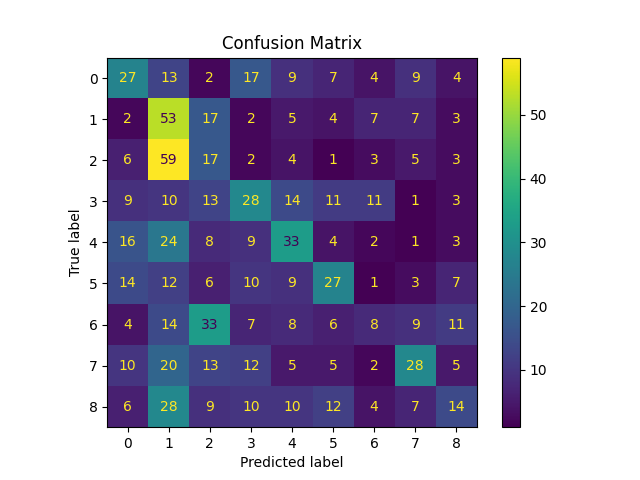 Confusion Matrix
True label
0 27 13 2 17 9 7 4 9 4
1 2 53 17 2 5 4 7 7 3
2 6 59 17 2 4 1 3 5 3
3 9 10 13 28 14 11 11 1 3
4 16 24 8 9 33 4 2 1 3
5 14 12 6 10 9 27 1 3 7
6 4 14 33 7 8 6 8 9 11
7 10 20 13 12 5 5 2 28 5
8 6 28 9 10 10 12 4 7 14
0 1 2 3 4 5 6 7 8
Predicted label
50
40
30
20
10